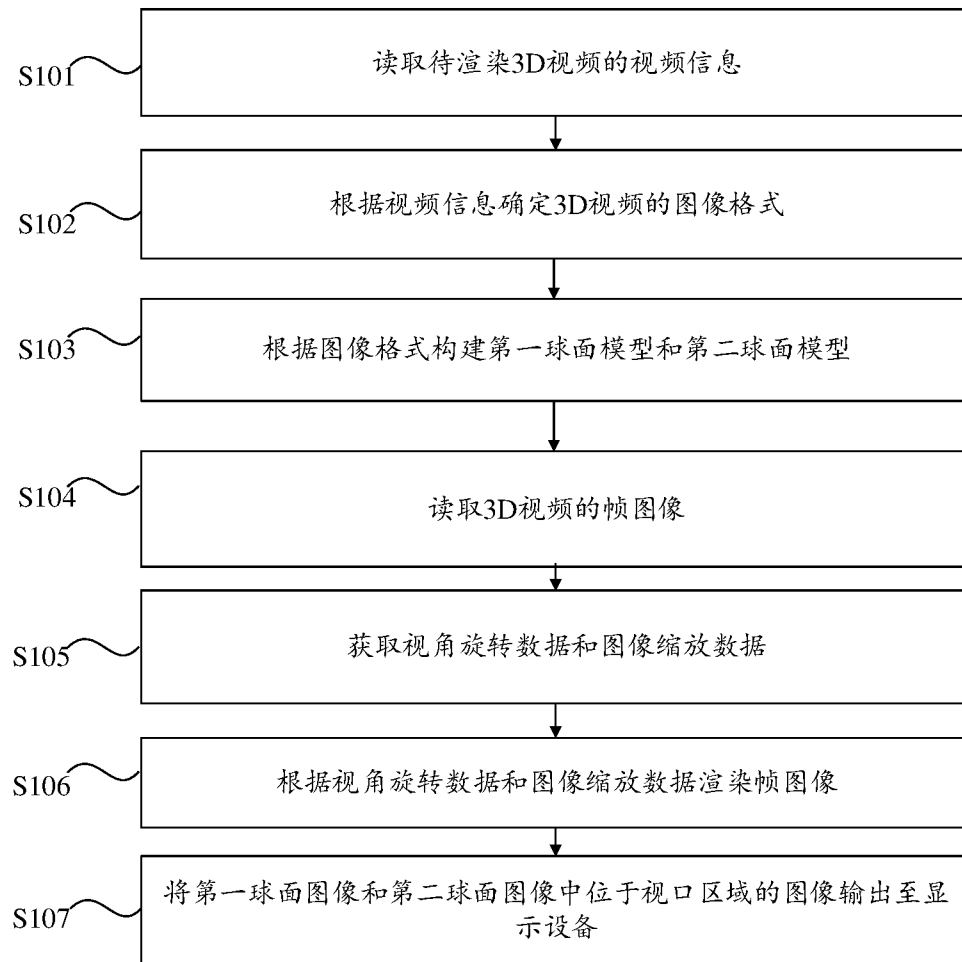 S101
读取待渲染3D视频的视频信息
S102
根据视频信息确定3D视频的图像格式
S103
根据图像格式构建第一球面模型和第二球面模型
S104
读取3D视频的帧图像
S105
获取视角旋转数据和图像缩放数据
S106
根据视角旋转数据和图像缩放数据渲染帧图像
S107
将第一球面图像和第二球面图像中位于视口区域的图像输出至显
示设备